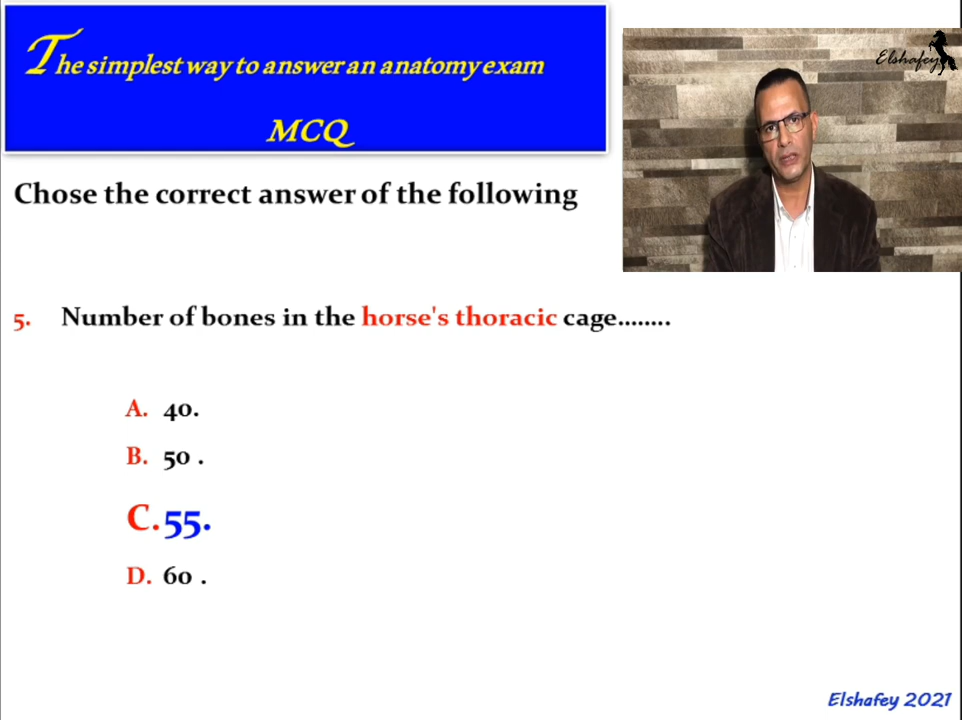 The simplest way to answer an anatomy exam
MCQ
Elshafey
Chose the correct answer of the following
5. Number of bones in the horse's thoracic cage........
A. 40.
B. 50 .
C. 55.
D. 60 .
Elshafey 2021